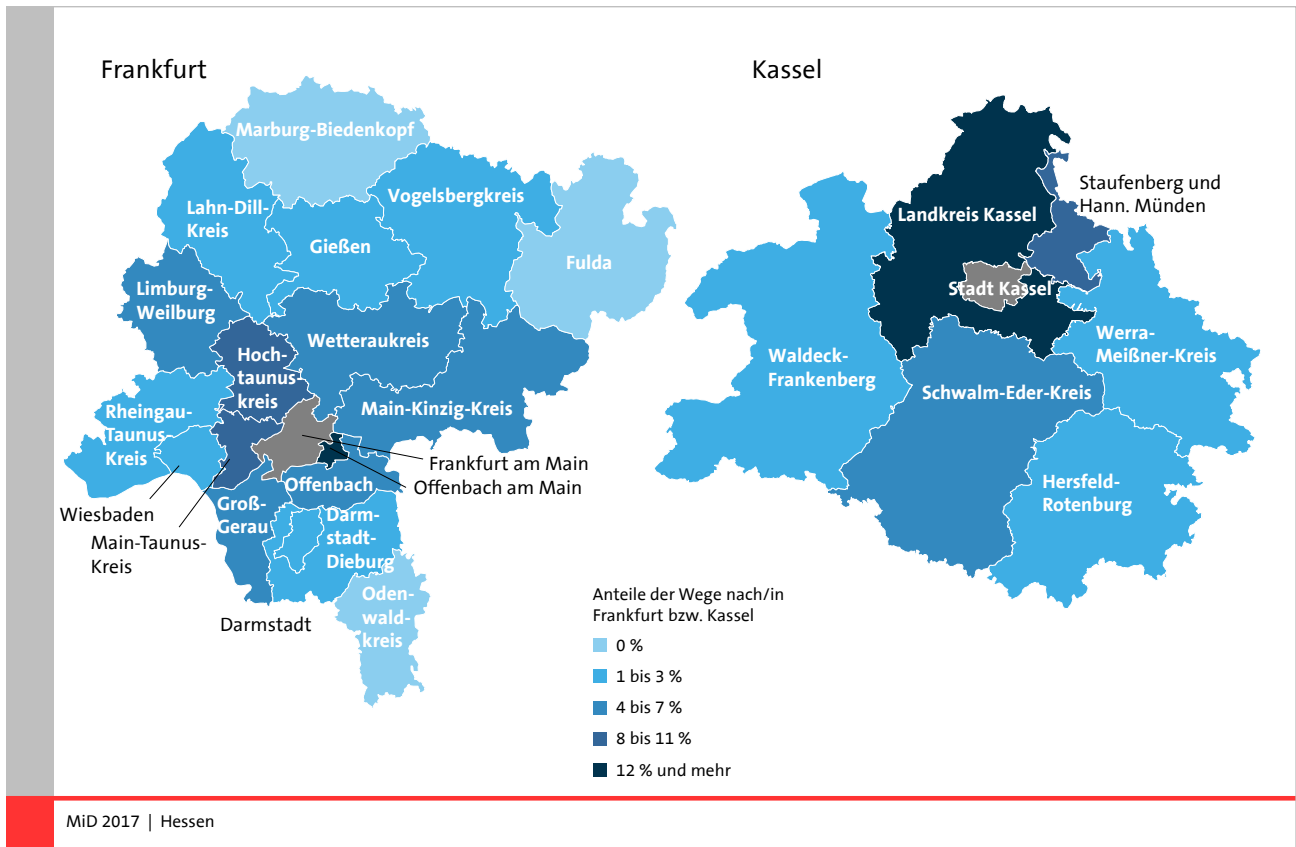 Frankfurt
Marburg-Biedenkopf
Vogelsbergkreis
Lahn-Dill-
Kreis
Gießen
Fulda
Limburg-
Weilburg
Wetteraukreis
Hoch-
taunus-
kreis
Main-Kinzig-Kreis
Rheingau-
Taunus-
Kreis
Frankfurt am Main
Offenbach am Main
Offenbach
Groß-
Gerau
Wiesbaden
Main-Taunus-
Kreis
Darm-
stadt-
Dieburg
Oden-
wald-
kreis
Darmstadt
Kassel
Staufenberg und
Hann. Münden
Landkreis Kassel
Stadt Kassel
Waldeck-
Frankenberg
Werra-
Meißner-Kreis
Schwalm-Eder-Kreis
Hersfeld-
Rotenburg
Anteile der Wege nach/in
Frankfurt bzw. Kassel
0 %
1 bis 3 %
4 bis 7 %
8 bis 11 %
12 % und mehr
MiD 2017 | Hessen